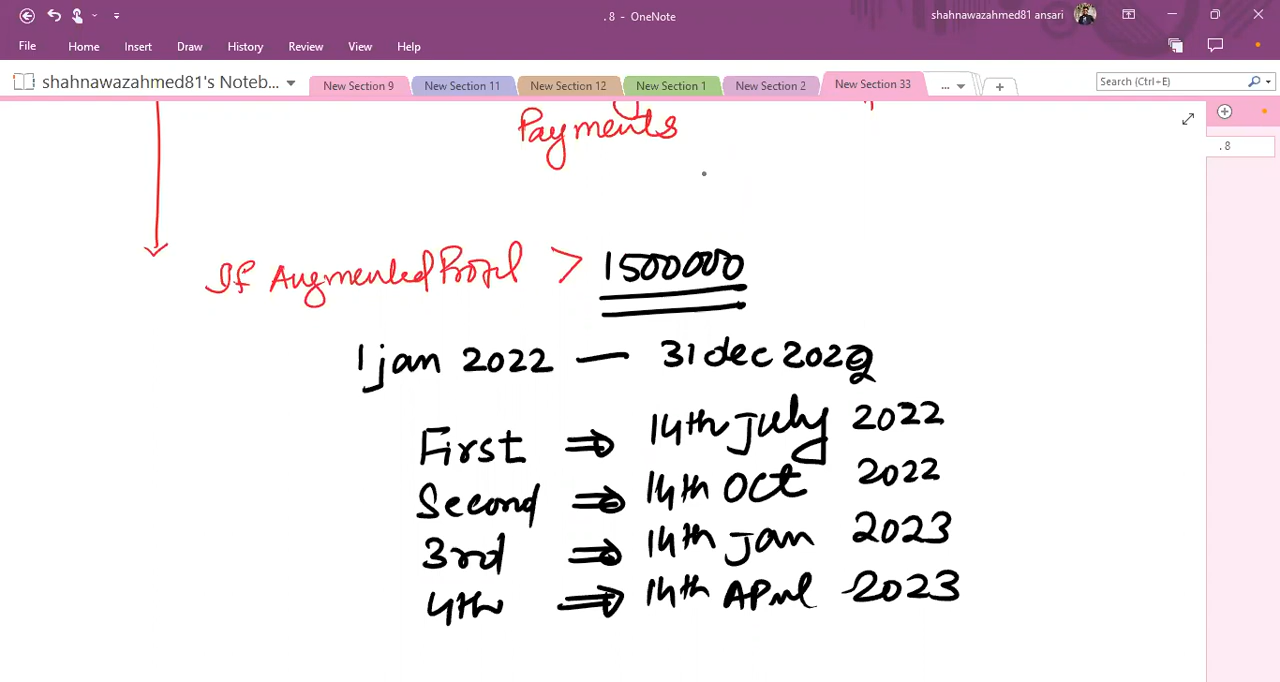 .8 - OneNote
shahnawazahmed81 ansari
File Home Insert Draw History Review View Help
shahnawazahmed81's Noteb... New Section 9 New Section 11 New Section 12 New Section 1 New Section 2 New Section 33 ... + Search (Ctrl+E)
.8
Payments
If Augmented Profit > 1500000
1 jan 2022 — 31 dec 2022
First ⇒ 14th july 2022
Second ⇒ 14th Oct 2022
3rd ⇒ 14th jan 2023
4th ⇒ 14th April 2023